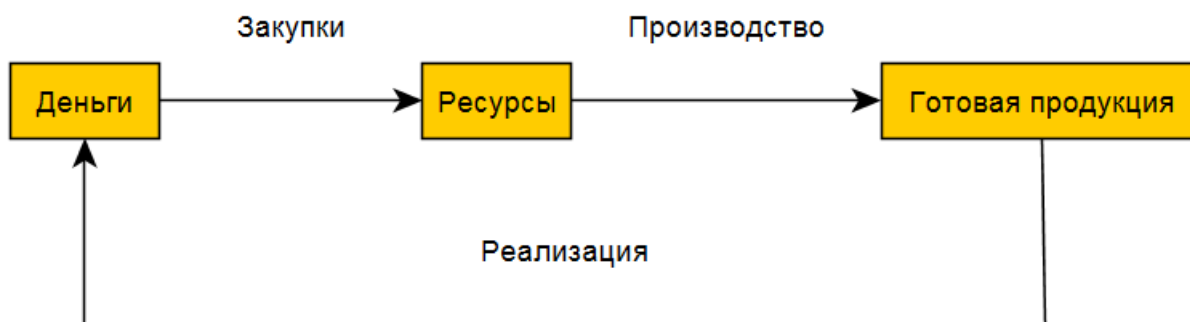 Закупки
Производство
Деньги
Ресурсы
Готовая продукция
Реализация